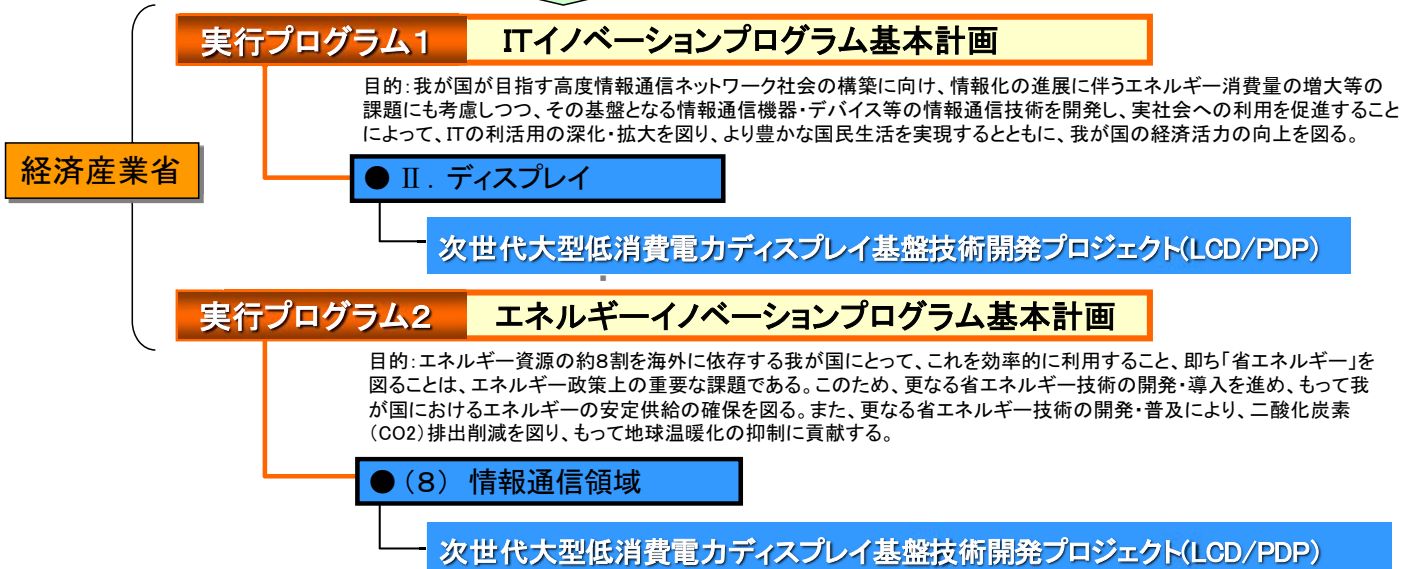 実行プログラム1 ITイノベーションプログラム基本計画
目的:我が国が目指す高度情報通信ネットワーク社会の構築に向け、情報化の進展に伴うエネルギー消費量の増大等の
課題にも考慮しつつ、その基盤となる情報通信機器・デバイス等の情報通信技術を開発し、実社会への利用を促進すること
によって、ITの利活用の深化・拡大を図り、より豊かな国民生活を実現するとともに、我が国の経済活力の向上を図る。
経済産業省
● Ⅱ. ディスプレイ
次世代大型低消費電力ディスプレイ基盤技術開発プロジェクト(LCD/PDP)
実行プログラム2 エネルギーイノベーションプログラム基本計画
目的:エネルギー資源の約8割を海外に依存する我が国にとって、これを効率的に利用すること、即ち「省エネルギー」を
図ることは、エネルギー政策上の重要な課題である。このため、更なる省エネルギー技術の開発・導入を進め、もって我
が国におけるエネルギーの安定供給の確保を図る。また、更なる省エネルギー技術の開発・普及により、二酸化炭素
(CO2)排出削減を図り、もって地球温暖化の抑制に貢献する。
●(8) 情報通信領域
次世代大型低消費電力ディスプレイ基盤技術開発プロジェクト(LCD/PDP)